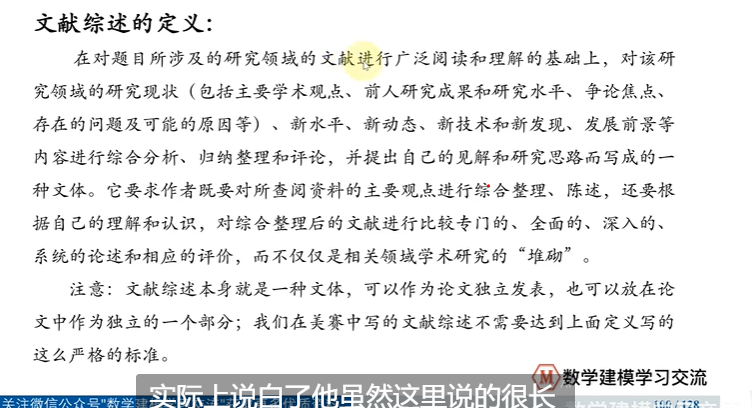 文献综述的定义：
在对题目所涉及的研究领域的文献进行广泛阅读和理解的基础上，对该研
究领域的研究现状（包括主要学术观点、前人研究成果和研究水平、争论焦点、
存在的问题及可能的原因等）、新水平、新动态、新技术和新发现、发展前景等
内容进行综合分析、归纳整理和评论，并提出自己的见解和研究思路而写成的一
种文体。它要求作者既要对所查阅资料的主要观点进行综合整理、陈述，还要根
据自己的理解和认识，对综合整理后的文献进行比较专门的、全面的、深入的、
系统的论述和相应的评价，而不仅仅是相关领域学术研究的“堆砌”。
注意：文献综述本身就是一种文体，可以作为论文独立发表，也可以放在论
文中作为独立的一个部分；我们在美赛中写的文献综述不需要达到上面定义写的
这么严格的标准。
M 数学建模学习交流
实际上说白了他虽然这里说的很长
关注微信公众号"数学建